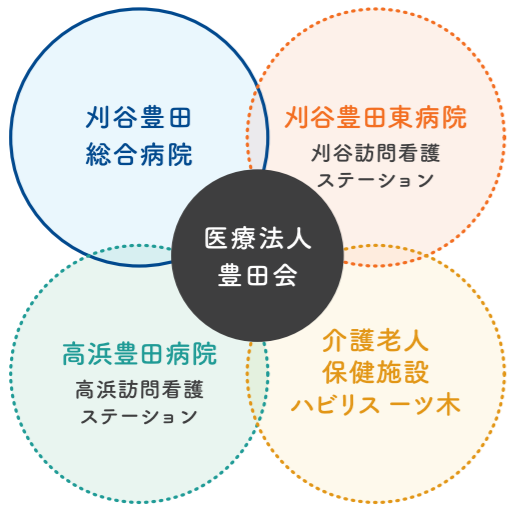 刈谷豊田
総合病院
刈谷豊田東病院
刈谷訪問看護
ステーション
医療法人
豊田会
高浜豊田病院
高浜訪問看護
ステーション
介護老人
保健施設
ハビリス 一ツ木